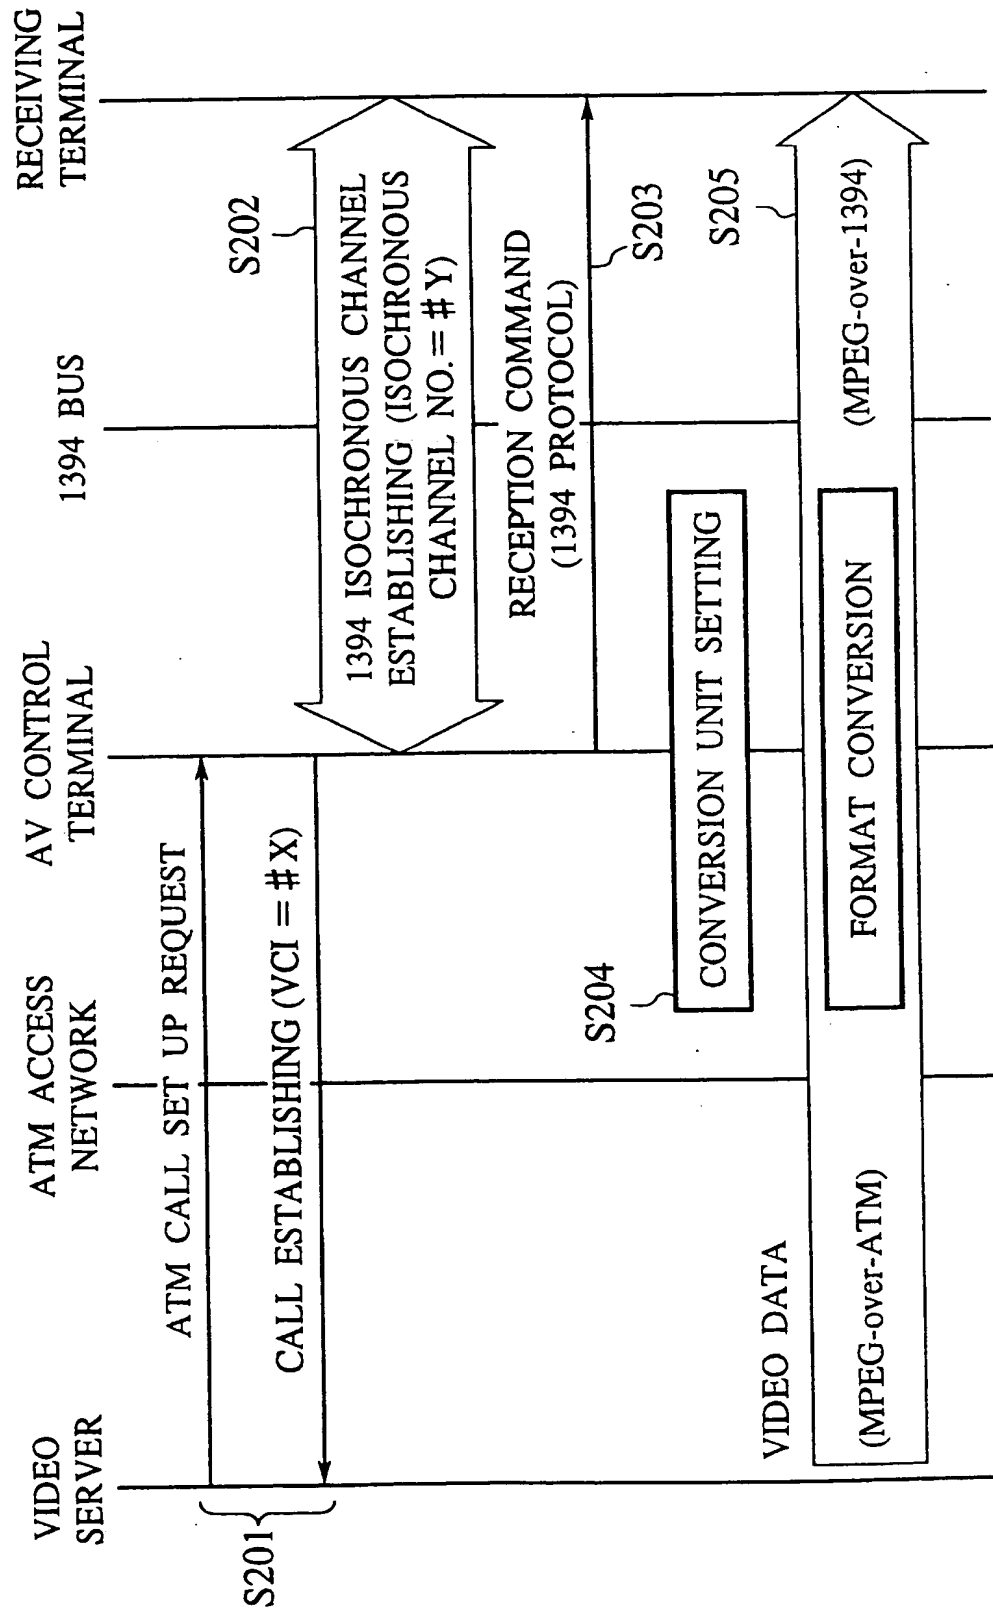 VIDEO
SERVER
ATM ACCESS
NETWORK
AV CONTROL
TERMINAL
1394 BUS
RECEIVING
TERMINAL
S201
ATM CALL SET UP REQUEST
CALL ESTABLISHING (VCI = #X)
S202
1394 ISOCHRONOUS CHANNEL
ESTABLISHING (ISOCHRONOUS
CHANNEL NO. = #Y)
RECEPTION COMMAND
(1394 PROTOCOL)
S203
S204
CONVERSION UNIT SETTING
S205
VIDEO DATA
(MPEG-over-ATM)
FORMAT CONVERSION
(MPEG-over-1394)